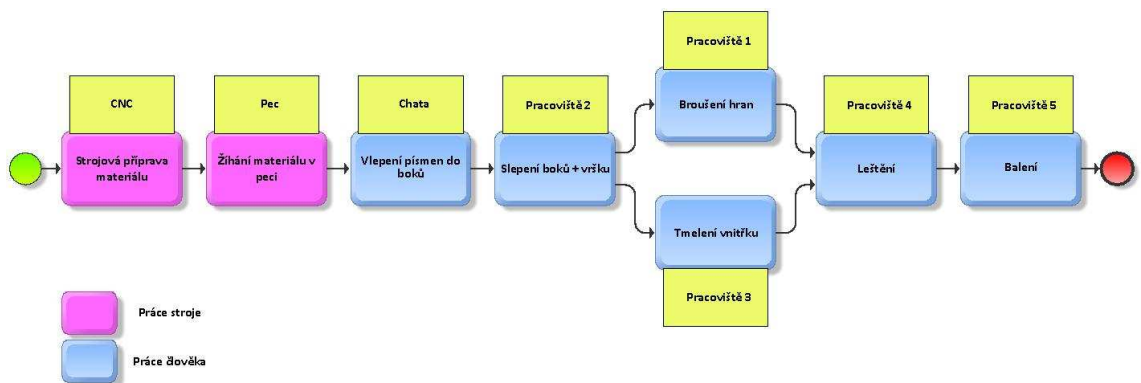 Pracoviště 1
Broušení hran
CNC
Strojová příprava
materiálu
Pec
Žíhání materiálu v
peci
Chata
Vlepení písmen do
boků
Pracoviště 2
Slepení boků + vršku
Pracoviště 4
Leštění
Pracoviště 5
Balení
Tmelení vnitřku
Pracoviště 3
Práce stroje
Práce člověka